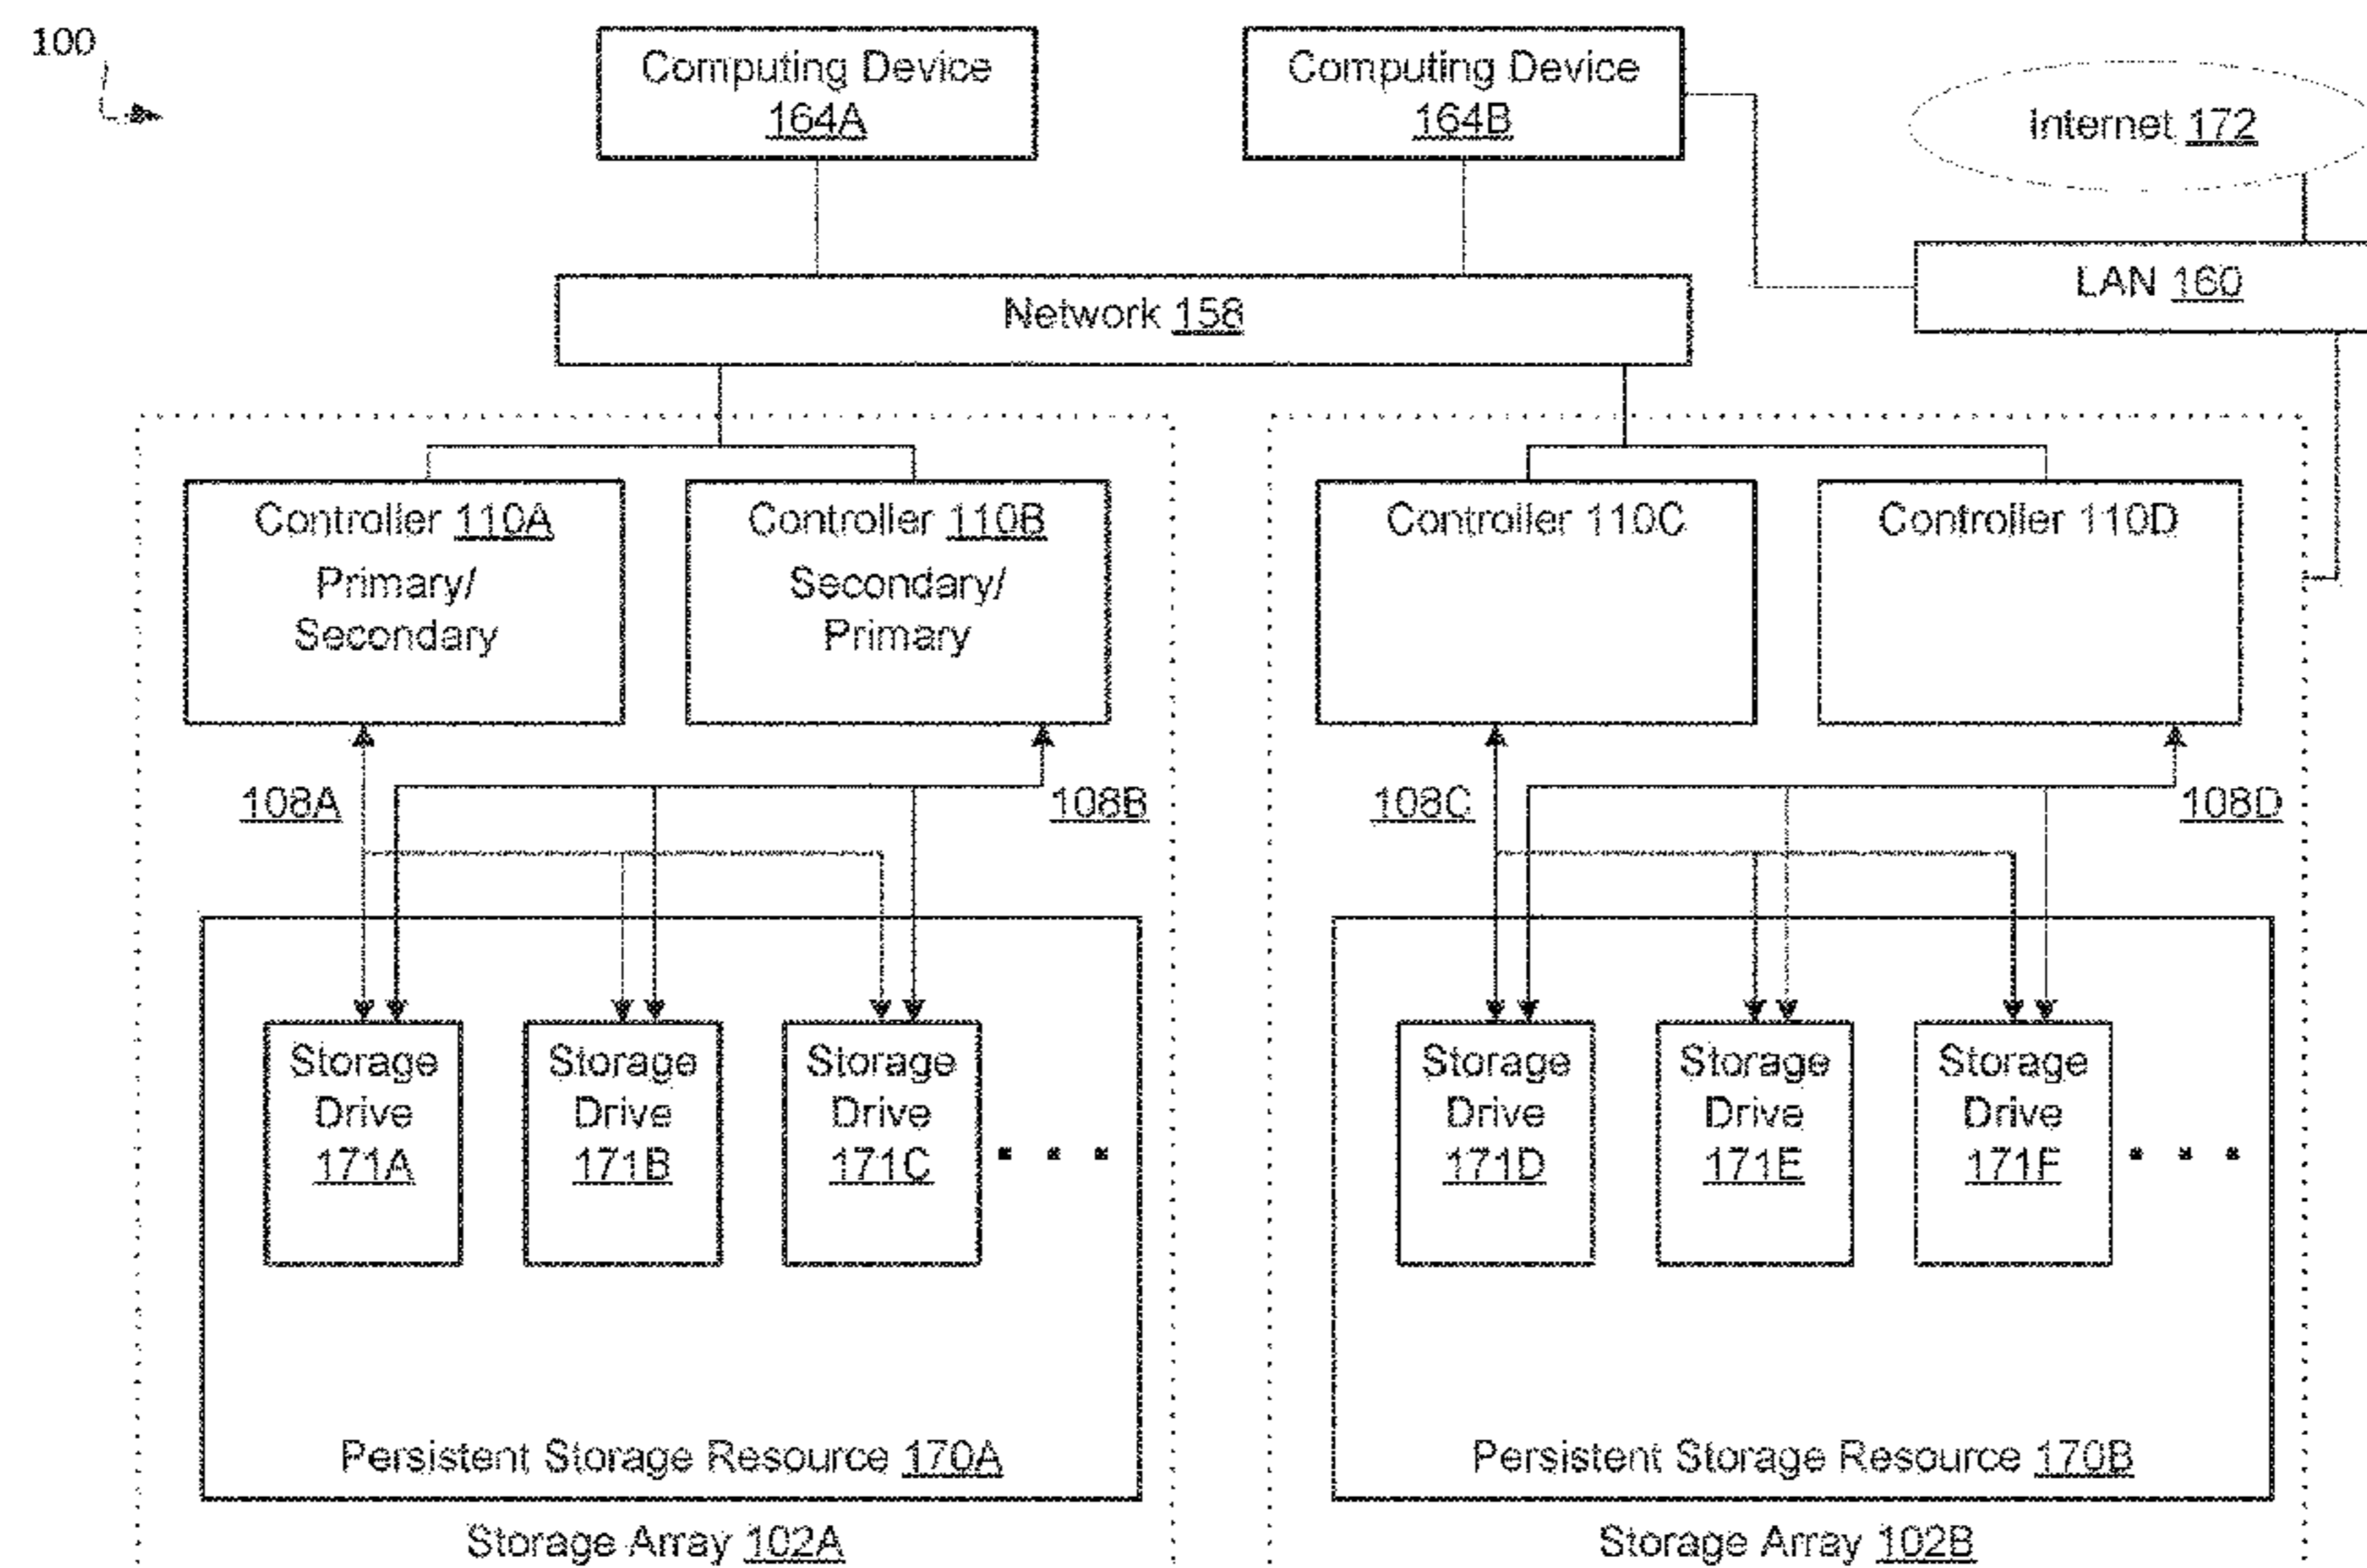 100
Computing Device
164A
Computing Device
164B
Internet 172
LAN 160
Network 158
Controller 110A
Primary/
Secondary
Controller 110B
Secondary/
Primary
Controller 110C
Controller 110D
108A
108B
108C
108D
Storage
Drive
171A
Storage
Drive
171B
Storage
Drive
171C
Storage
Drive
171D
Storage
Drive
171E
Storage
Drive
171F
Persistent Storage Resource 170A
Persistent Storage Resource 170B
Storage Array 102A
Storage Array 102B